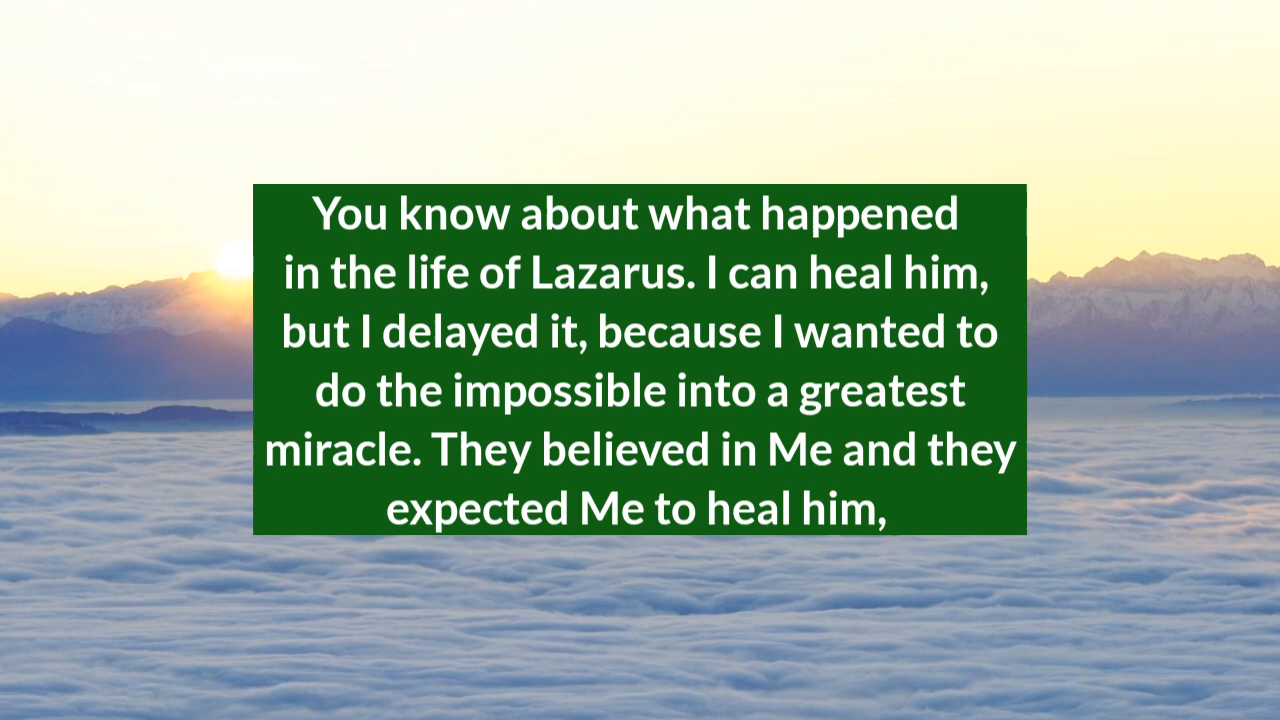 You know about what happened
in the life of Lazarus. I can heal him,
but I delayed it, because I wanted to
do the impossible into a greatest
miracle. They believed in Me and they
expected Me to heal him,